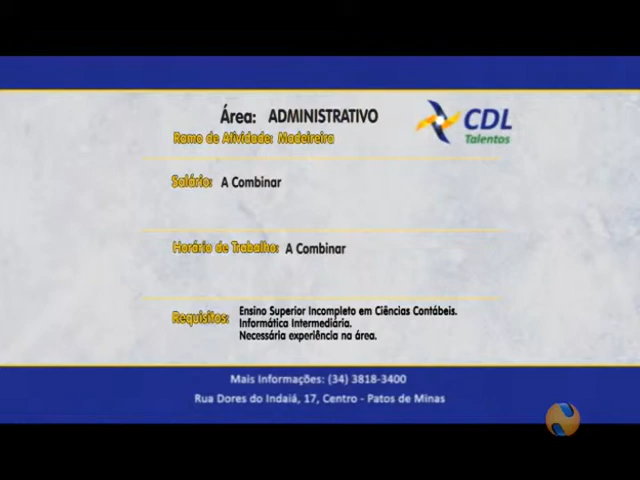 Área: ADMINISTRATIVO
Ramo de Atividade: Madeireira
CDL
Talentos
Salário: A Combinar
Horário de Trabalho: A Combinar
Requisitos: Ensino Superior Incompleto em Ciências Contábeis.
Informática Intermediária.
Necessária experiência na área.
Mais Informações: (34) 3818-3400
Rua Dores do Indaiá, 17, Centro - Patos de Minas